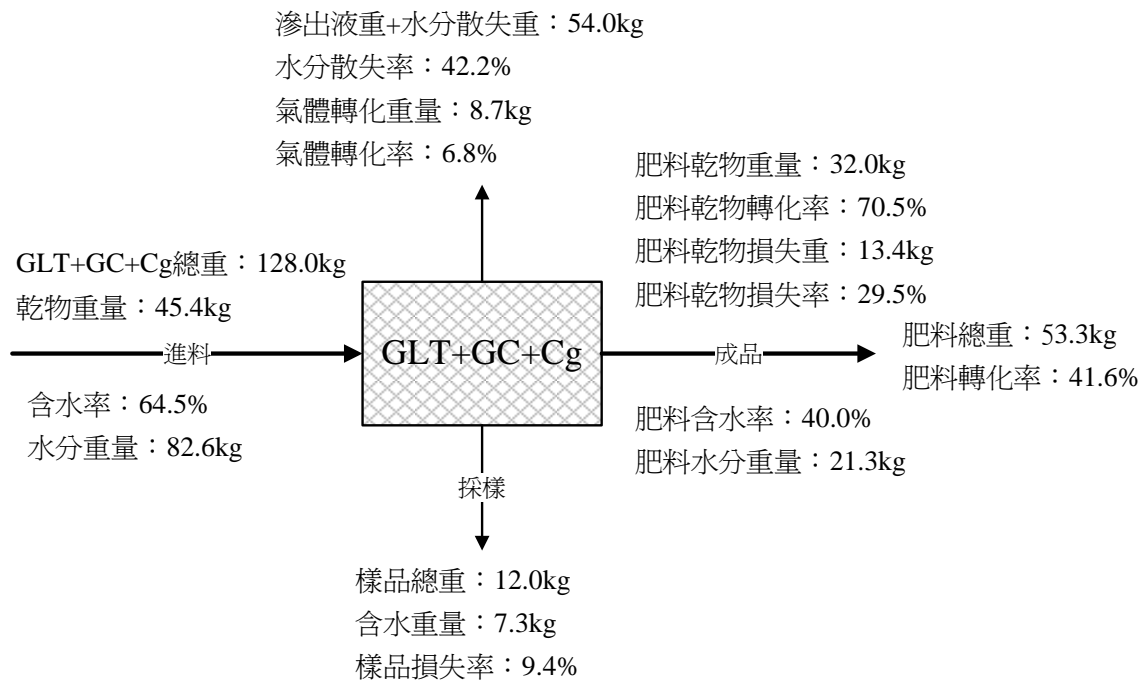 滲出液重+水分散失重：54.0kg
水分散失率：42.2%
氣體轉化重量：8.7kg
氣體轉化率：6.8%
肥料乾物重量：32.0kg
肥料乾物轉化率：70.5%
肥料乾物損失重：13.4kg
肥料乾物損失率：29.5%
GLT+GC+Cg總重：128.0kg
乾物重量：45.4kg
進料
GLT+GC+Cg
成品
肥料總重：53.3kg
肥料轉化率：41.6%
含水率：64.5%
水分重量：82.6kg
肥料含水率：40.0%
肥料水分重量：21.3kg
採樣
樣品總重：12.0kg
含水重量：7.3kg
樣品損失率：9.4%